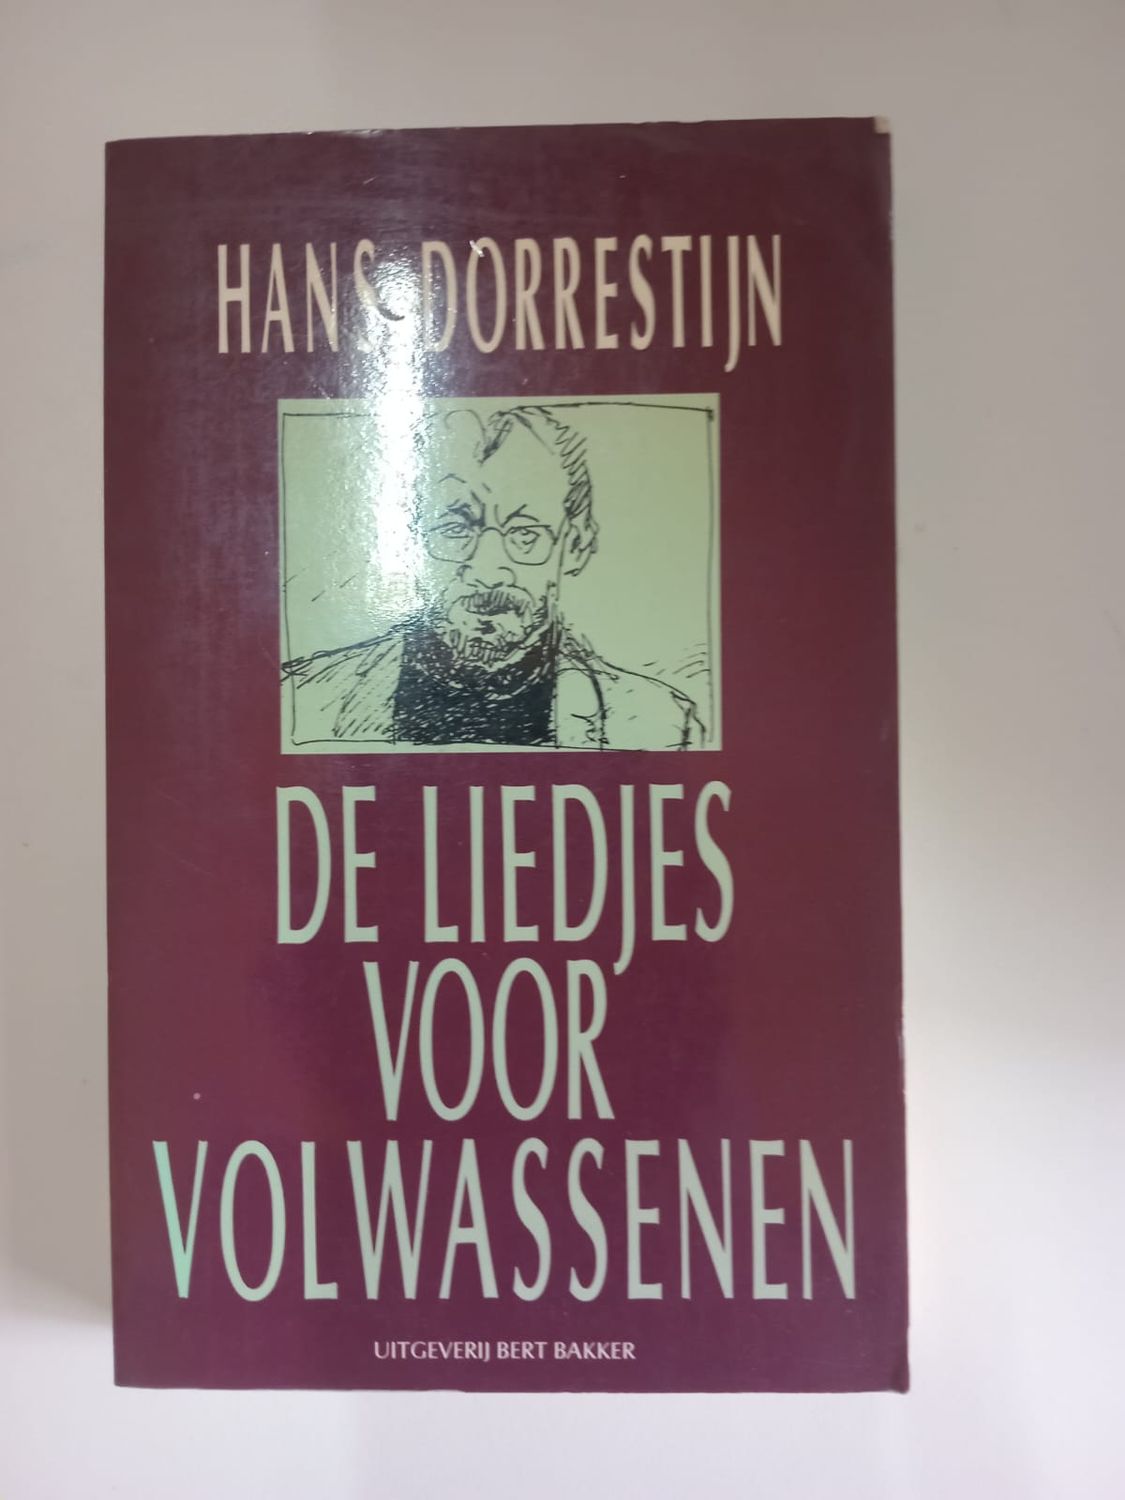 HANS DORRESTIJN
DE LIEDJES
VOOR
VOLWASSENEN
UITGEVERIJ BERT BAKKER